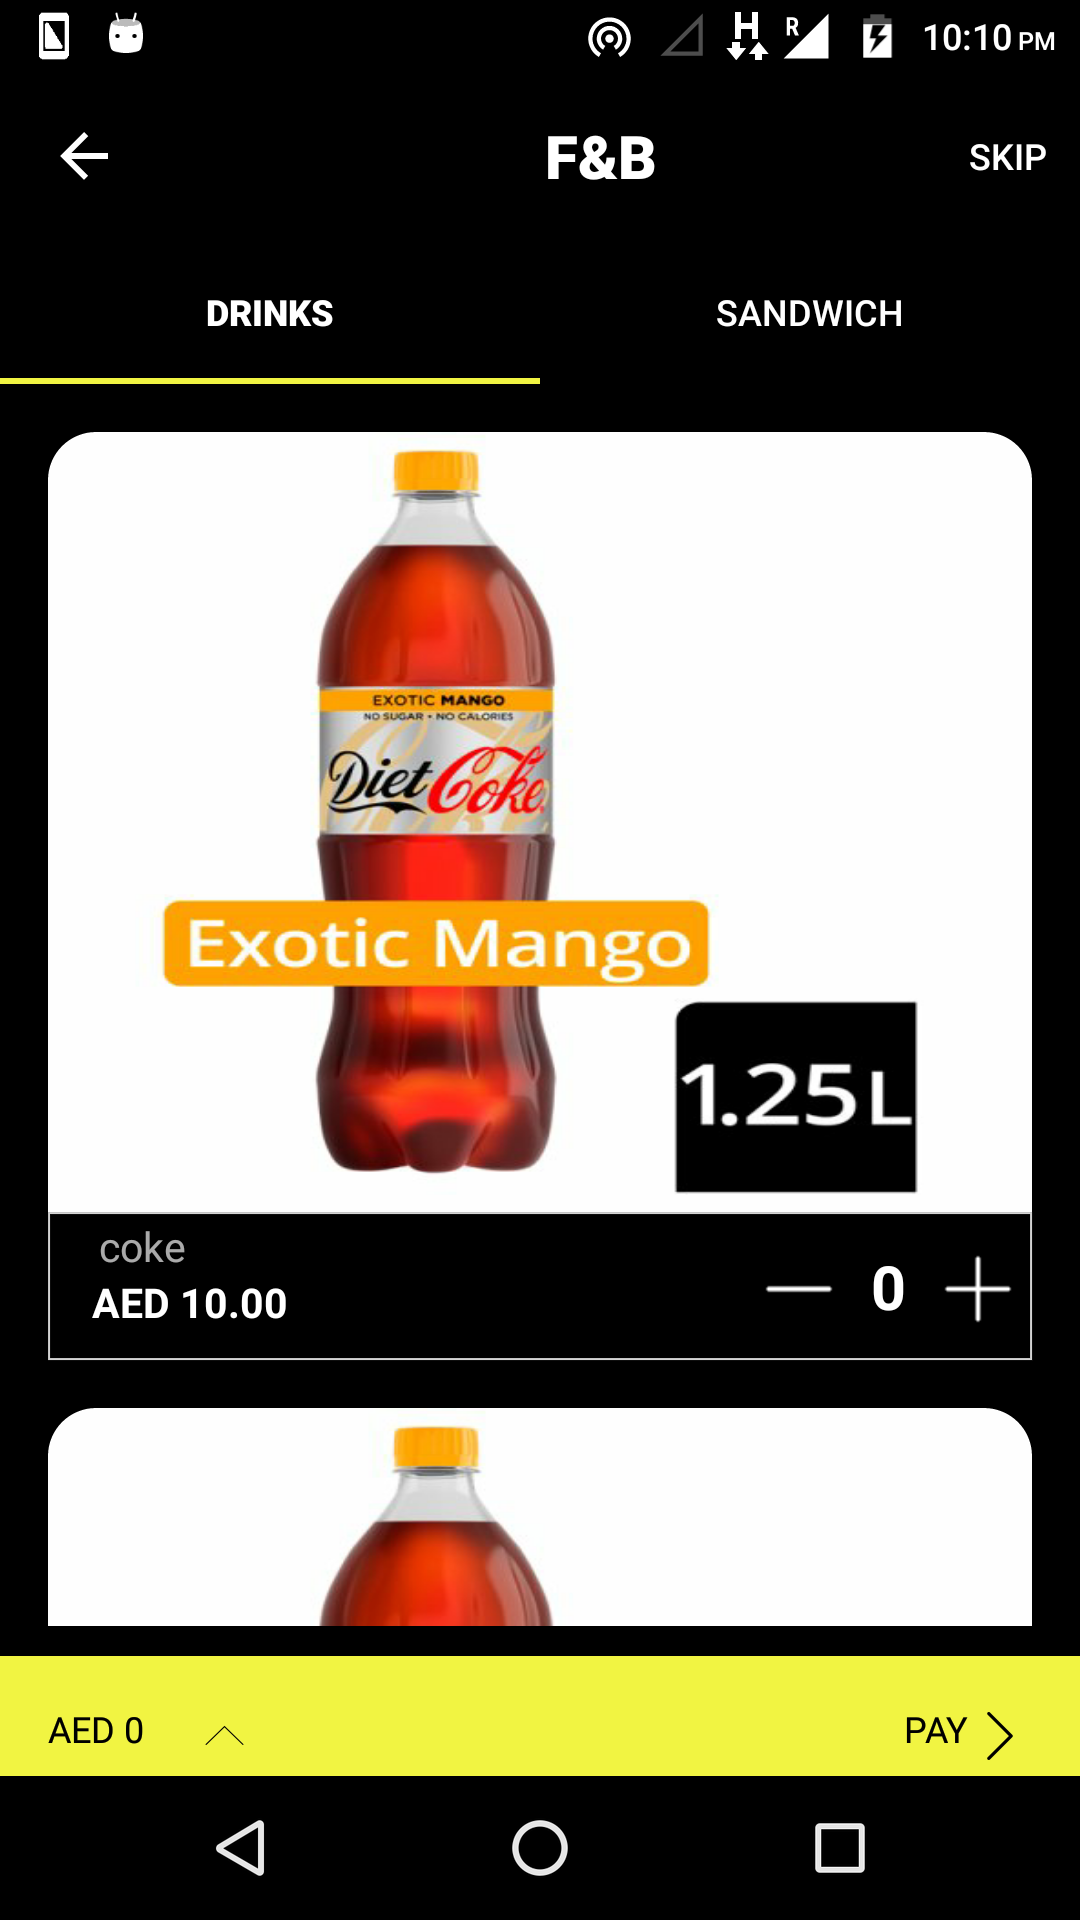 H R 10:10 PM
F&B SKIP
DRINKS SANDWICH
EXOTIC MANGO
NO SUGAR • NO CALORIES
Diet Coke
Exotic Mango
1.25L
coke
AED 10.00 0
AED 0 PAY